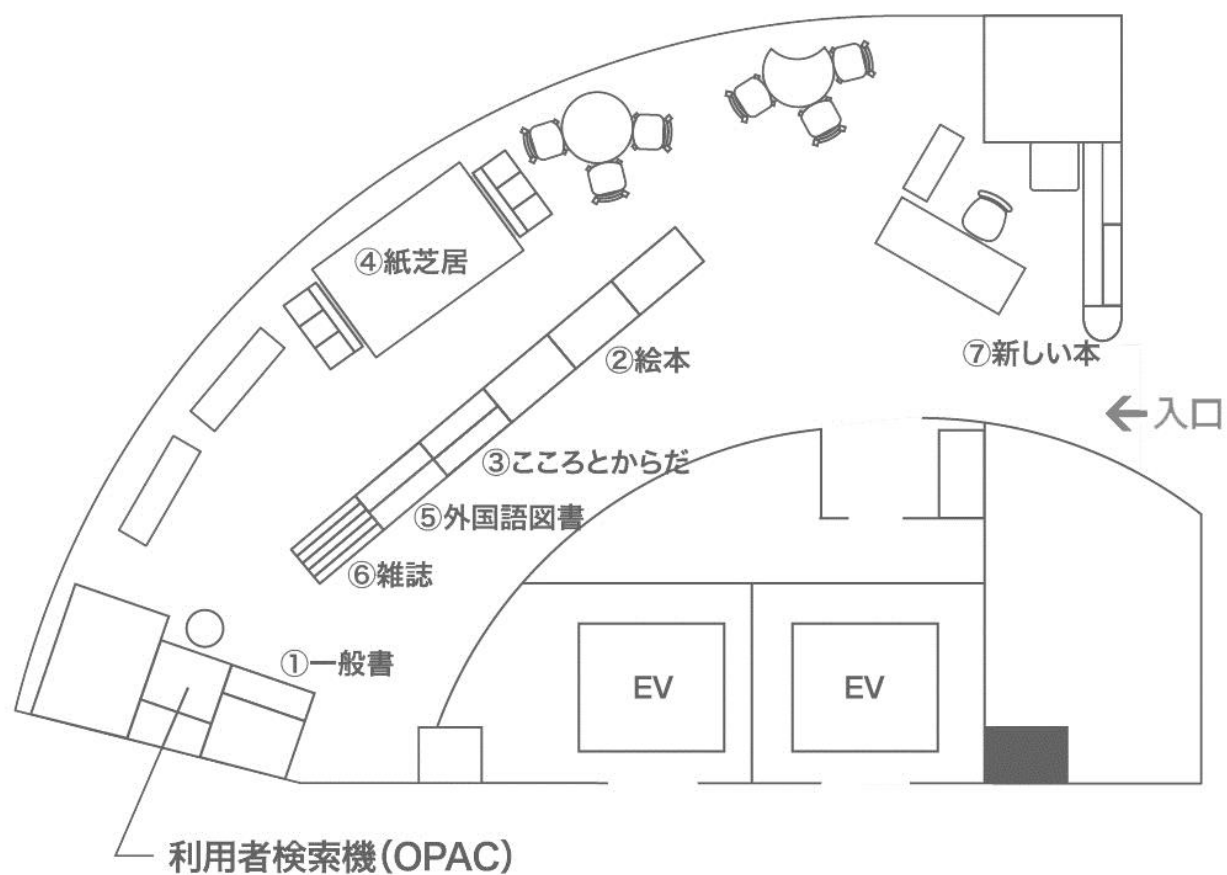 ④紙芝居
②絵本
⑦新しい本
←入口
③こころとからだ
⑤外国語図書
⑥雑誌
①一般書
EV
EV
利用者検索機(OPAC)